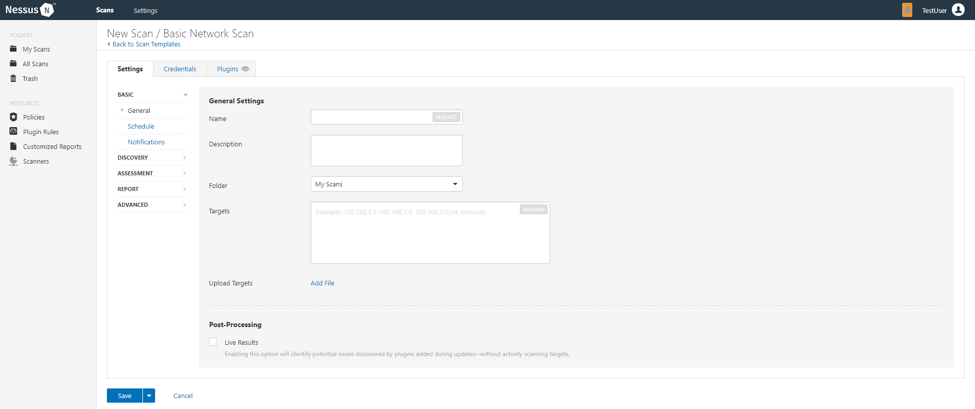 Nessus N
Scans
Settings
TestUser
FOLDERS
My Scans
All Scans
Trash
RESOURCES
Policies
Plugin Rules
Customized Reports
Scanners
New Scan / Basic Network Scan
Back to Scan Templates
Settings
Credentials
Plugins
BASIC
General
Schedule
Notifications
DISCOVERY
ASSESSMENT
REPORT
ADVANCED
General Settings
Name
REQUIRED
Description
Folder
My Scans
Targets
Example: 192.168.1.1-192.168.1.5, 192.168.2.0/24, test.com
REQUIRED
Upload Targets
Add File
Post-Processing
Live Results
Enabling this option will identify potential issues discovered by plugins added during updates--without actively scanning targets.
Save
Cancel